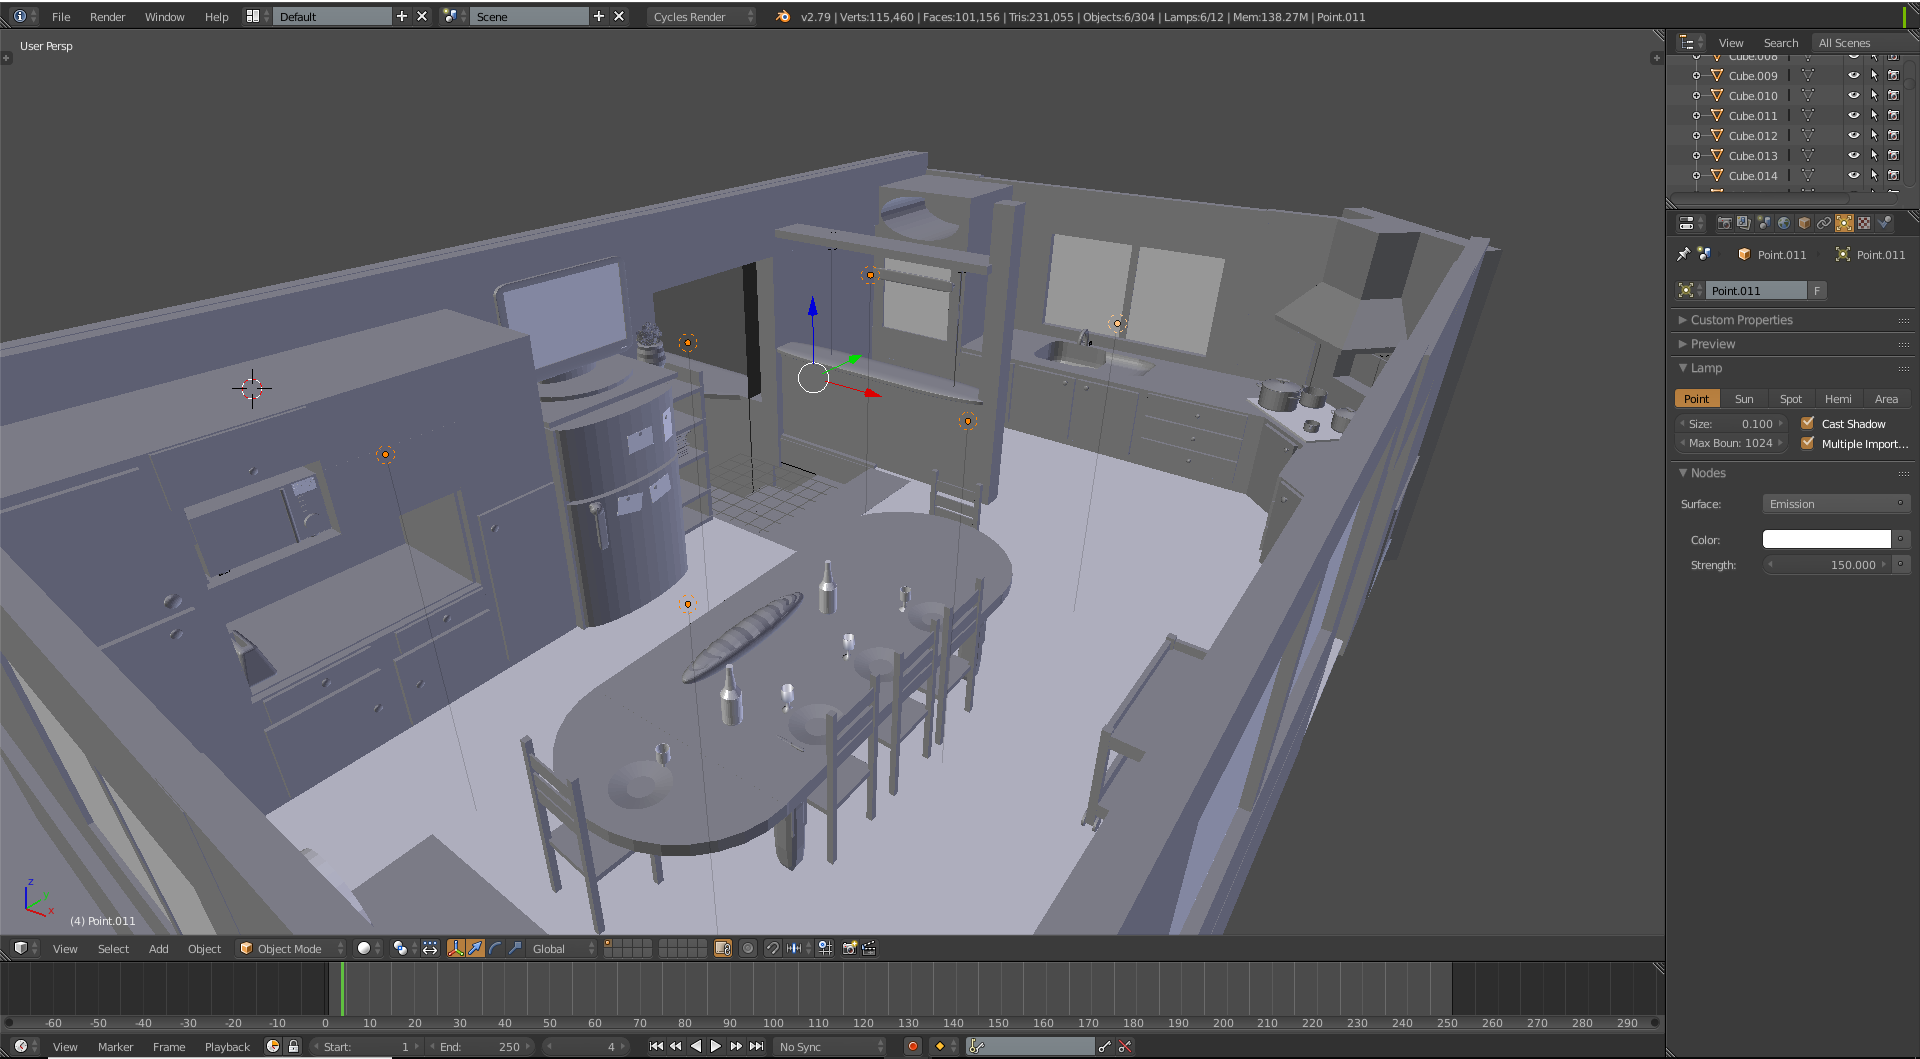 File Render Window Help Default Scene Cycles Render v2.79 | Verts:115,460 | Faces:101,156 | Tris:231,055 | Objects:6/304 | Lamps:6/12 | Mem:138.27M | Point.011
User Persp
View Search All Scenes
Cube.008
Cube.009
Cube.010
Cube.011
Cube.012
Cube.013
Cube.014
Point.011 Point.011
Point.011 F
Custom Properties
Preview
Lamp
Point Sun Spot Hemi Area
Size: 0.100 Cast Shadow
Max Boun: 1024 Multiple Import...
Nodes
Surface: Emission
Color:
Strength: 150.000
z
x
(4) Point.011
View Select Add Object Object Mode Global
-60 -50 -40 -30 -20 -10 0 10 20 30 40 50 60 70 80 90 100 110 120 130 140 150 160 170 180 190 200 210 220 230 240 250 260 270 280 290
View Marker Frame Playback Start: 1 End: 250 4 No Sync